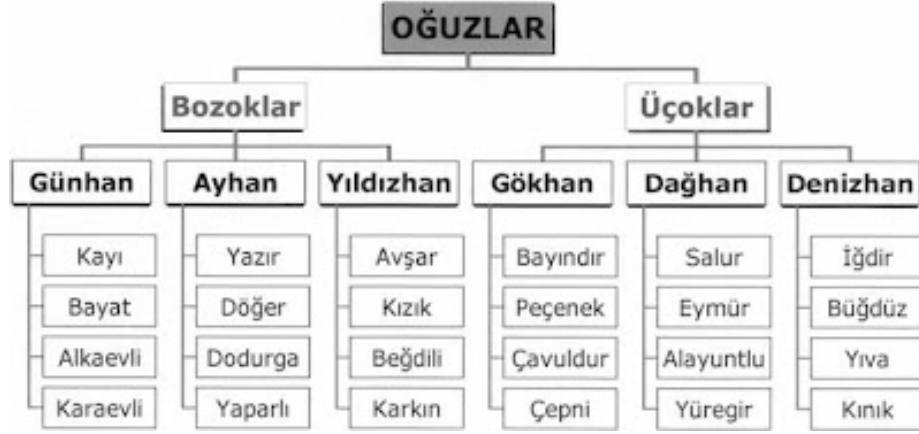 OĞUZLAR
Bozoklar Üçoklar
Günhan Ayhan Yıldızhan Gökhan Dağhan Denizhan
Kayı Yazır Avşar Bayındır Salur İğdir
Bayat Döğer Kızık Peçenek Eymür Büğdüz
Alkaevli Dodurga Beğdili Çavuldur Alayuntlu Yıva
Karaevli Yaparlı Karkın Çepni Yüregir Kınık